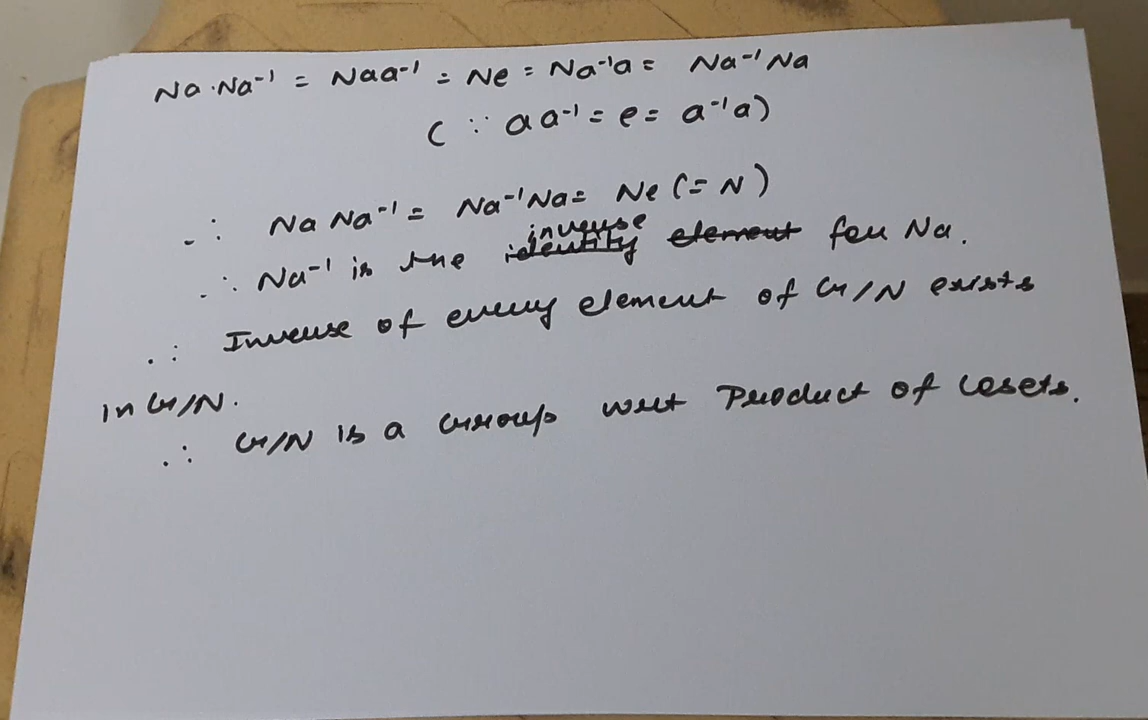 Na·Na⁻¹ = Naa⁻¹ = Ne = Na⁻¹a = Na⁻¹Na
(∵ aa⁻¹ = e = a⁻¹a)
∴ Na Na⁻¹ = Na⁻¹Na = Ne (= N)
inverse
∴ Na⁻¹ is the identity element for Na.
∴ Inverse of every element of G/N exists
in G/N.
∴ G/N is a group wrt Product of cosets.